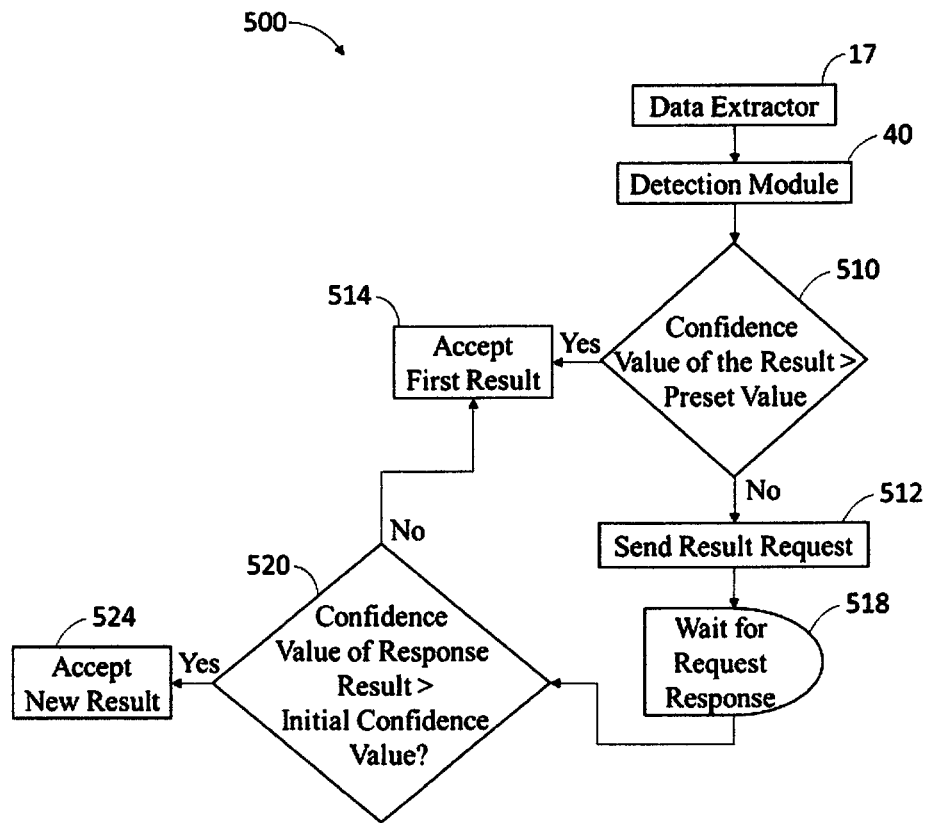 500
17
Data Extractor
40
Detection Module
510
514
Confidence
Value of the Result >
Preset Value
Yes
Accept
First Result
No
512
Send Result Request
No
520
518
Wait for
Request
Response
Confidence
Value of Response
Result >
Initial Confidence
Value?
524
Yes
Accept
New Result